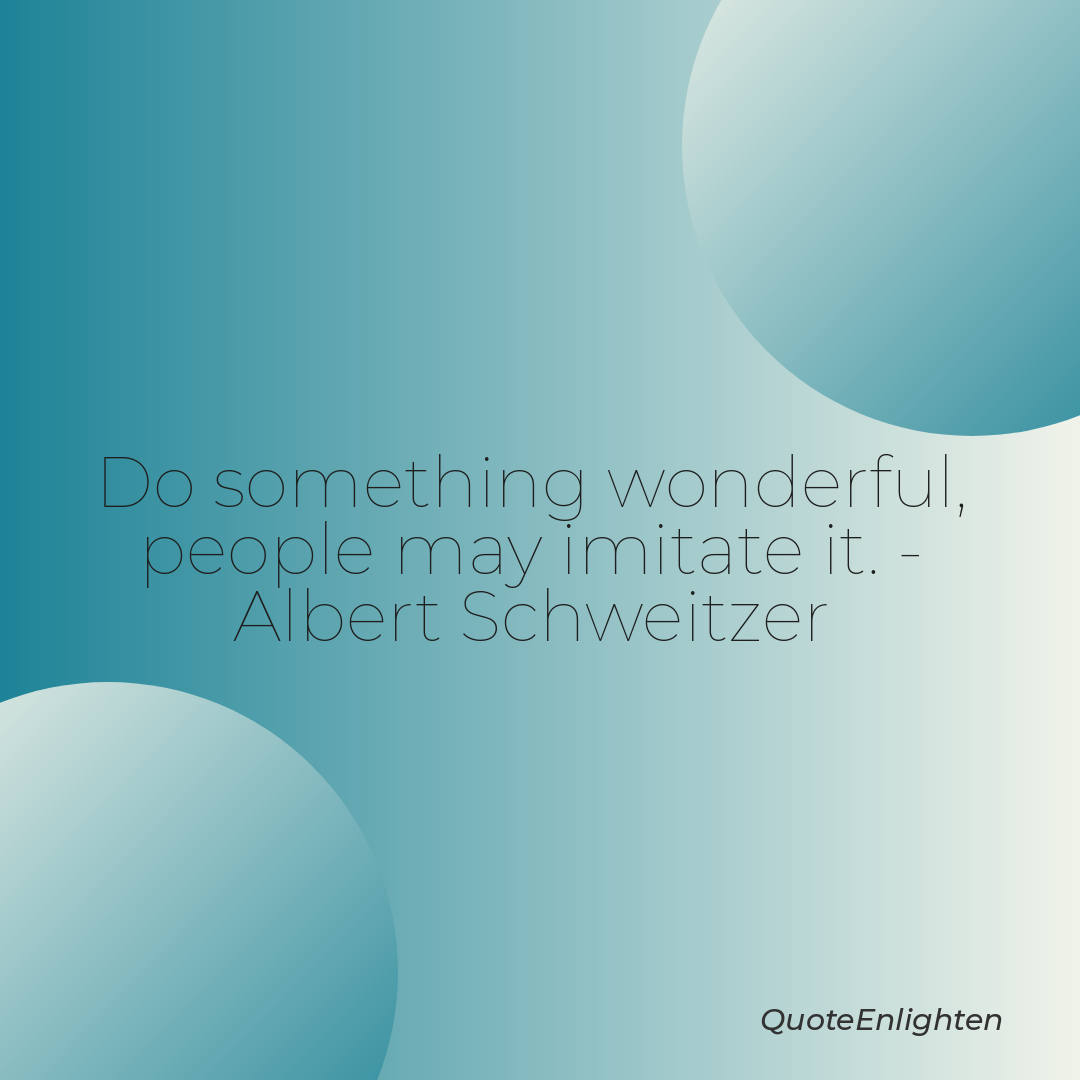 Do something wonderful,
people may imitate it. -
Albert Schweitzer
QuoteEnlighten